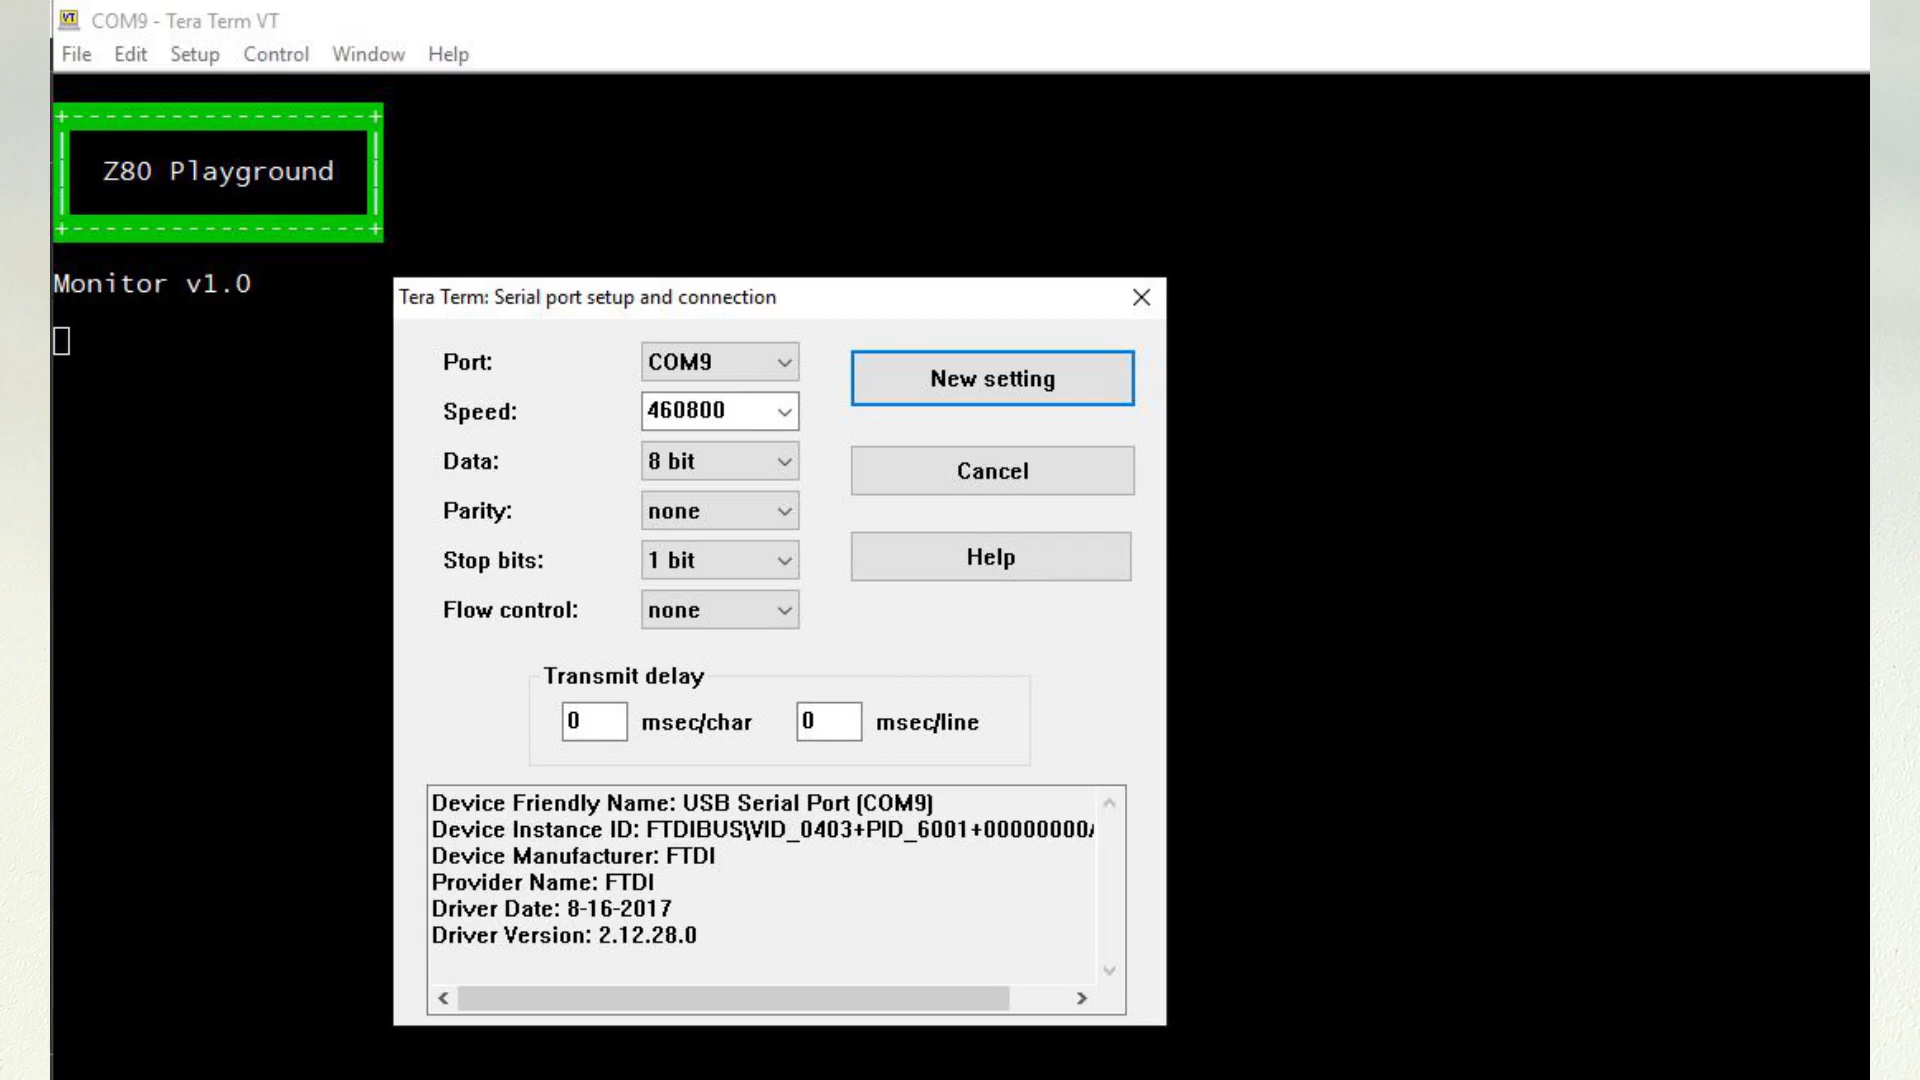 COM9 - Tera Term VT
File Edit Setup Control Window Help
+------------------+
Z80 Playground
+------------------+
Monitor v1.0
Tera Term: Serial port setup and connection
Port: COM9 New setting
Speed: 460800
Data: 8 bit Cancel
Parity: none
Stop bits: 1 bit Help
Flow control: none
Transmit delay
0 msec/char 0 msec/line
Device Friendly Name: USB Serial Port (COM9)
Device Instance ID: FTDIBUS\VID_0403+PID_6001+00000000
Device Manufacturer: FTDI
Provider Name: FTDI
Driver Date: 8-16-2017
Driver Version: 2.12.28.0